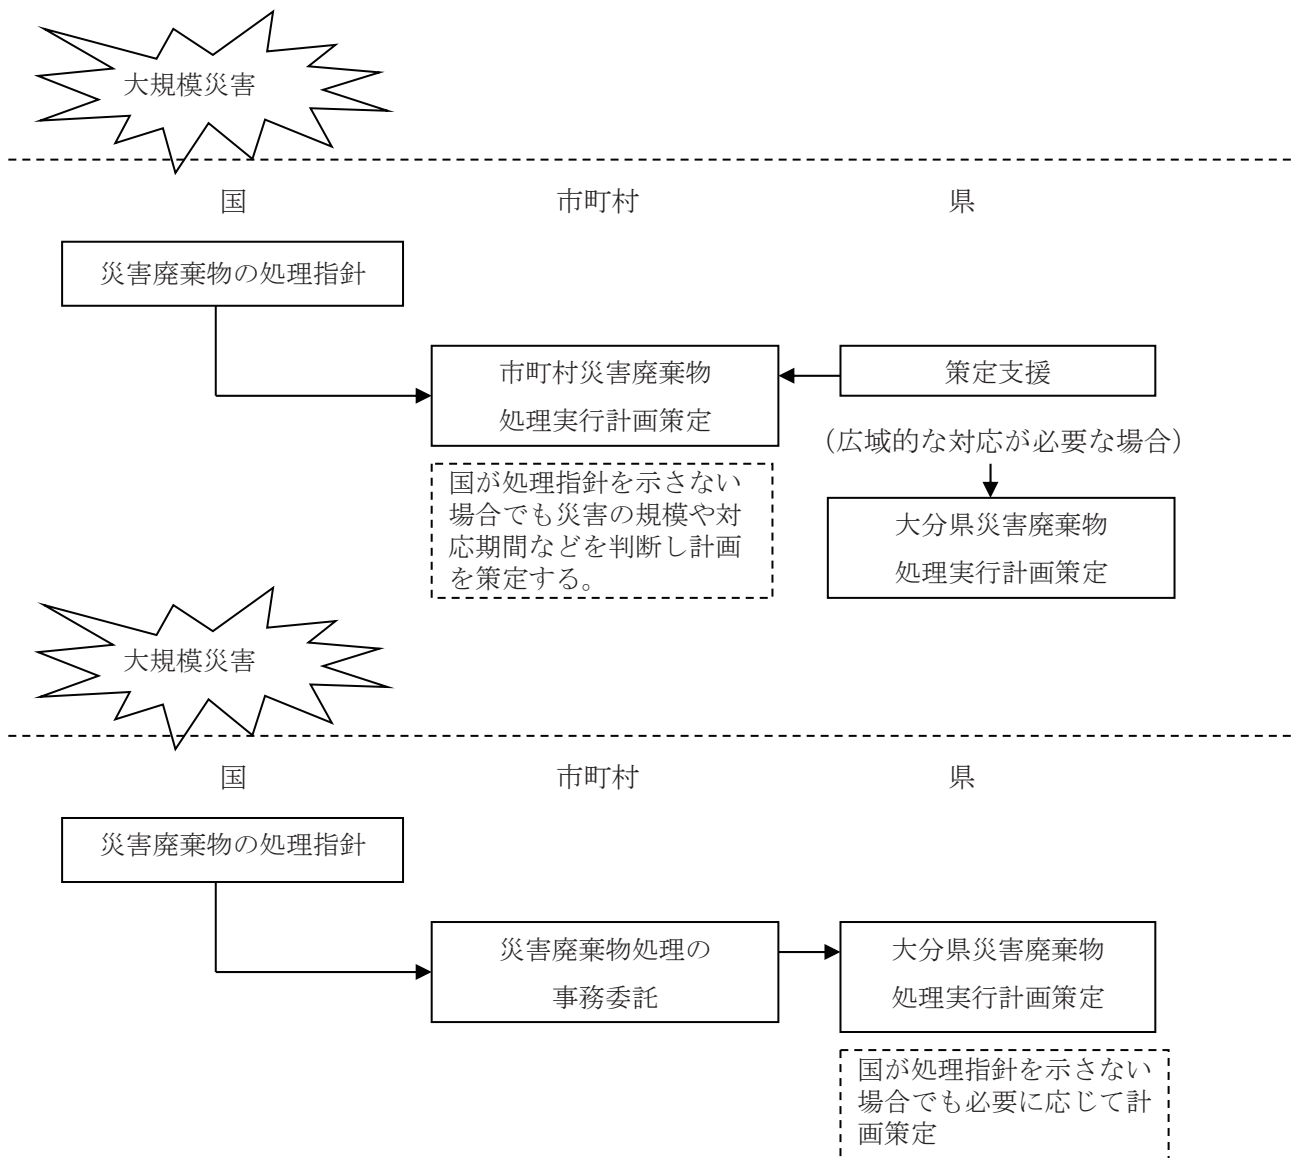 大規模災害
国
市町村
県
災害廃棄物の処理指針
市町村災害廃棄物
処理実行計画策定
策定支援
（広域的な対応が必要な場合）
国が処理指針を示さない
場合でも災害の規模や対
応期間などを判断し計画
を策定する。
大分県災害廃棄物
処理実行計画策定
大規模災害
国
市町村
県
災害廃棄物の処理指針
災害廃棄物処理の
事務委託
大分県災害廃棄物
処理実行計画策定
国が処理指針を示さない
場合でも必要に応じて計
画策定